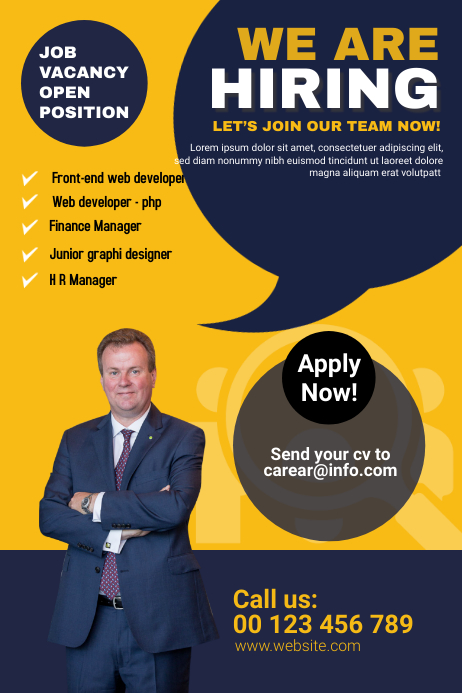 JOB
VACANCY
OPEN
POSITION
WE ARE
HIRING
LET'S JOIN OUR TEAM NOW!
Lorem ipsum dolor sit amet, consectetuer adipiscing elit,
sed diam nonummy nibh euismod tincidunt ut laoreet dolore
magna aliquam erat volutpatt
Front-end web developer
Web developer - php
Finance Manager
Junior graphi designer
H R Manager
Apply
Now!
Send your cv to
carear@info.com
Call us:
00 123 456 789
www.website.com